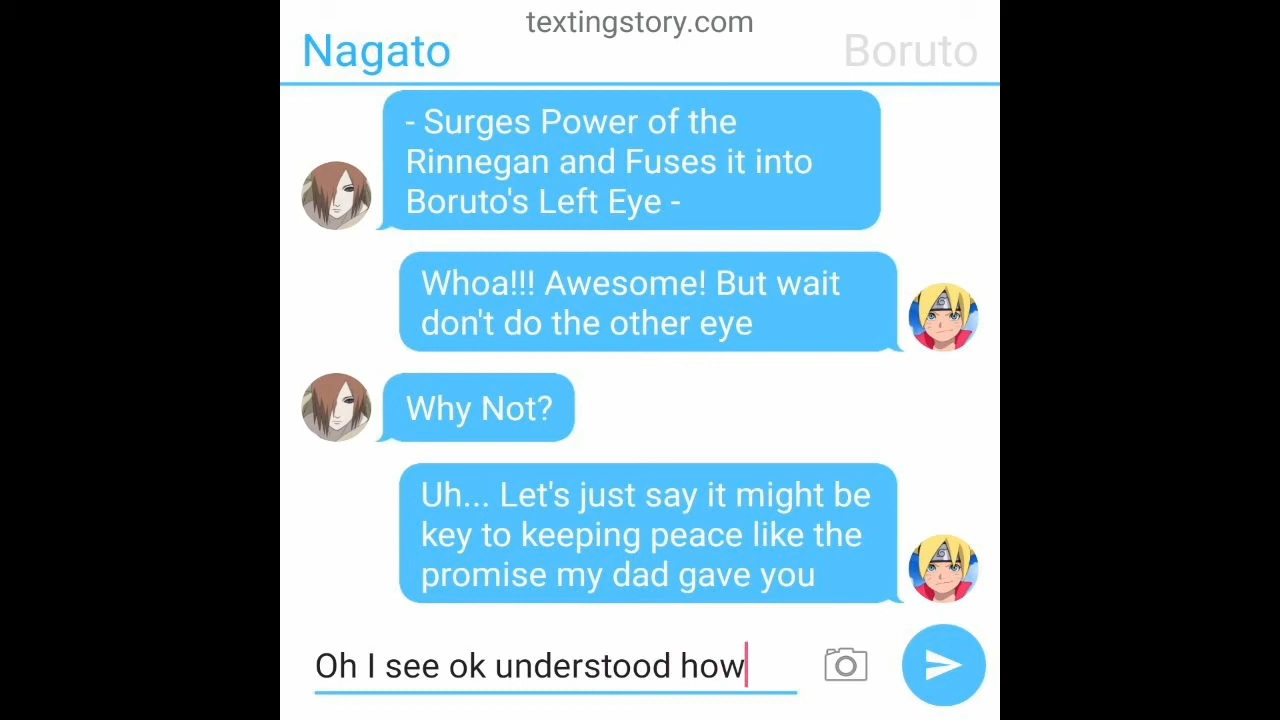 textingstory.com
Nagato
Boruto
- Surges Power of the
Rinnegan and Fuses it into
Boruto's Left Eye -
Whoa!!! Awesome! But wait
don't do the other eye
Why Not?
Uh... Let's just say it might be
key to keeping peace like the
promise my dad gave you
Oh I see ok understood how